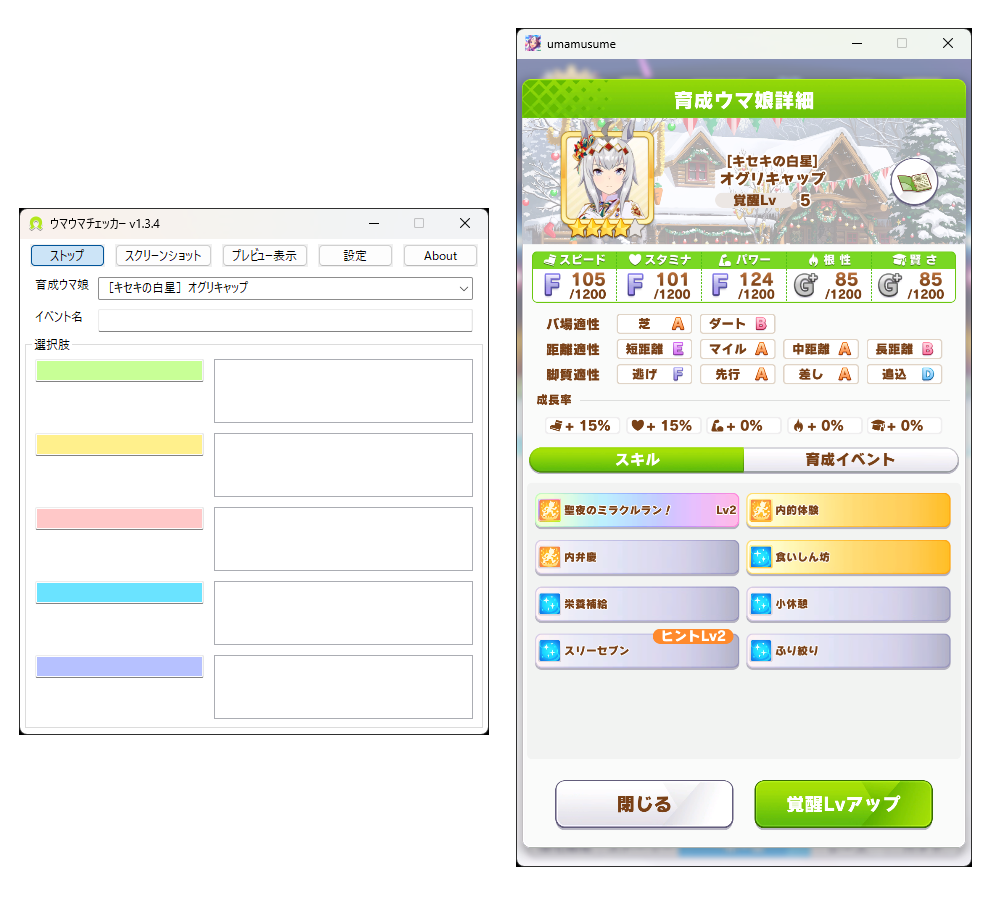 ウマウマチェッカー v1.3.4
ストップ
スクリーンショット
プレビュー表示
設定
About
育成ウマ娘
[キセキの白星] オグリキャップ
イベント名
選択肢
umamusume
育成ウマ娘詳細
[キセキの白星]
オグリキャップ
覚醒Lv 5
スピード スタミナ パワー 根性 賢さ
F 105 F 101 F 124 G+ 85 G+ 85
/1200 /1200 /1200 /1200 /1200
バ場適性 芝 A ダート B
距離適性 短距離 E マイル A 中距離 A 長距離 B
脚質適性 逃げ F 先行 A 差し A 追込 D
成長率
+ 15% + 15% + 0% + 0% + 0%
スキル 育成イベント
聖夜のミラクルラン! Lv2 内的体験
内弁慶 食いしん坊
栄養補給 小休憩
ヒントLv2
スリーセブン ふり絞り
閉じる 覚醒Lvアップ